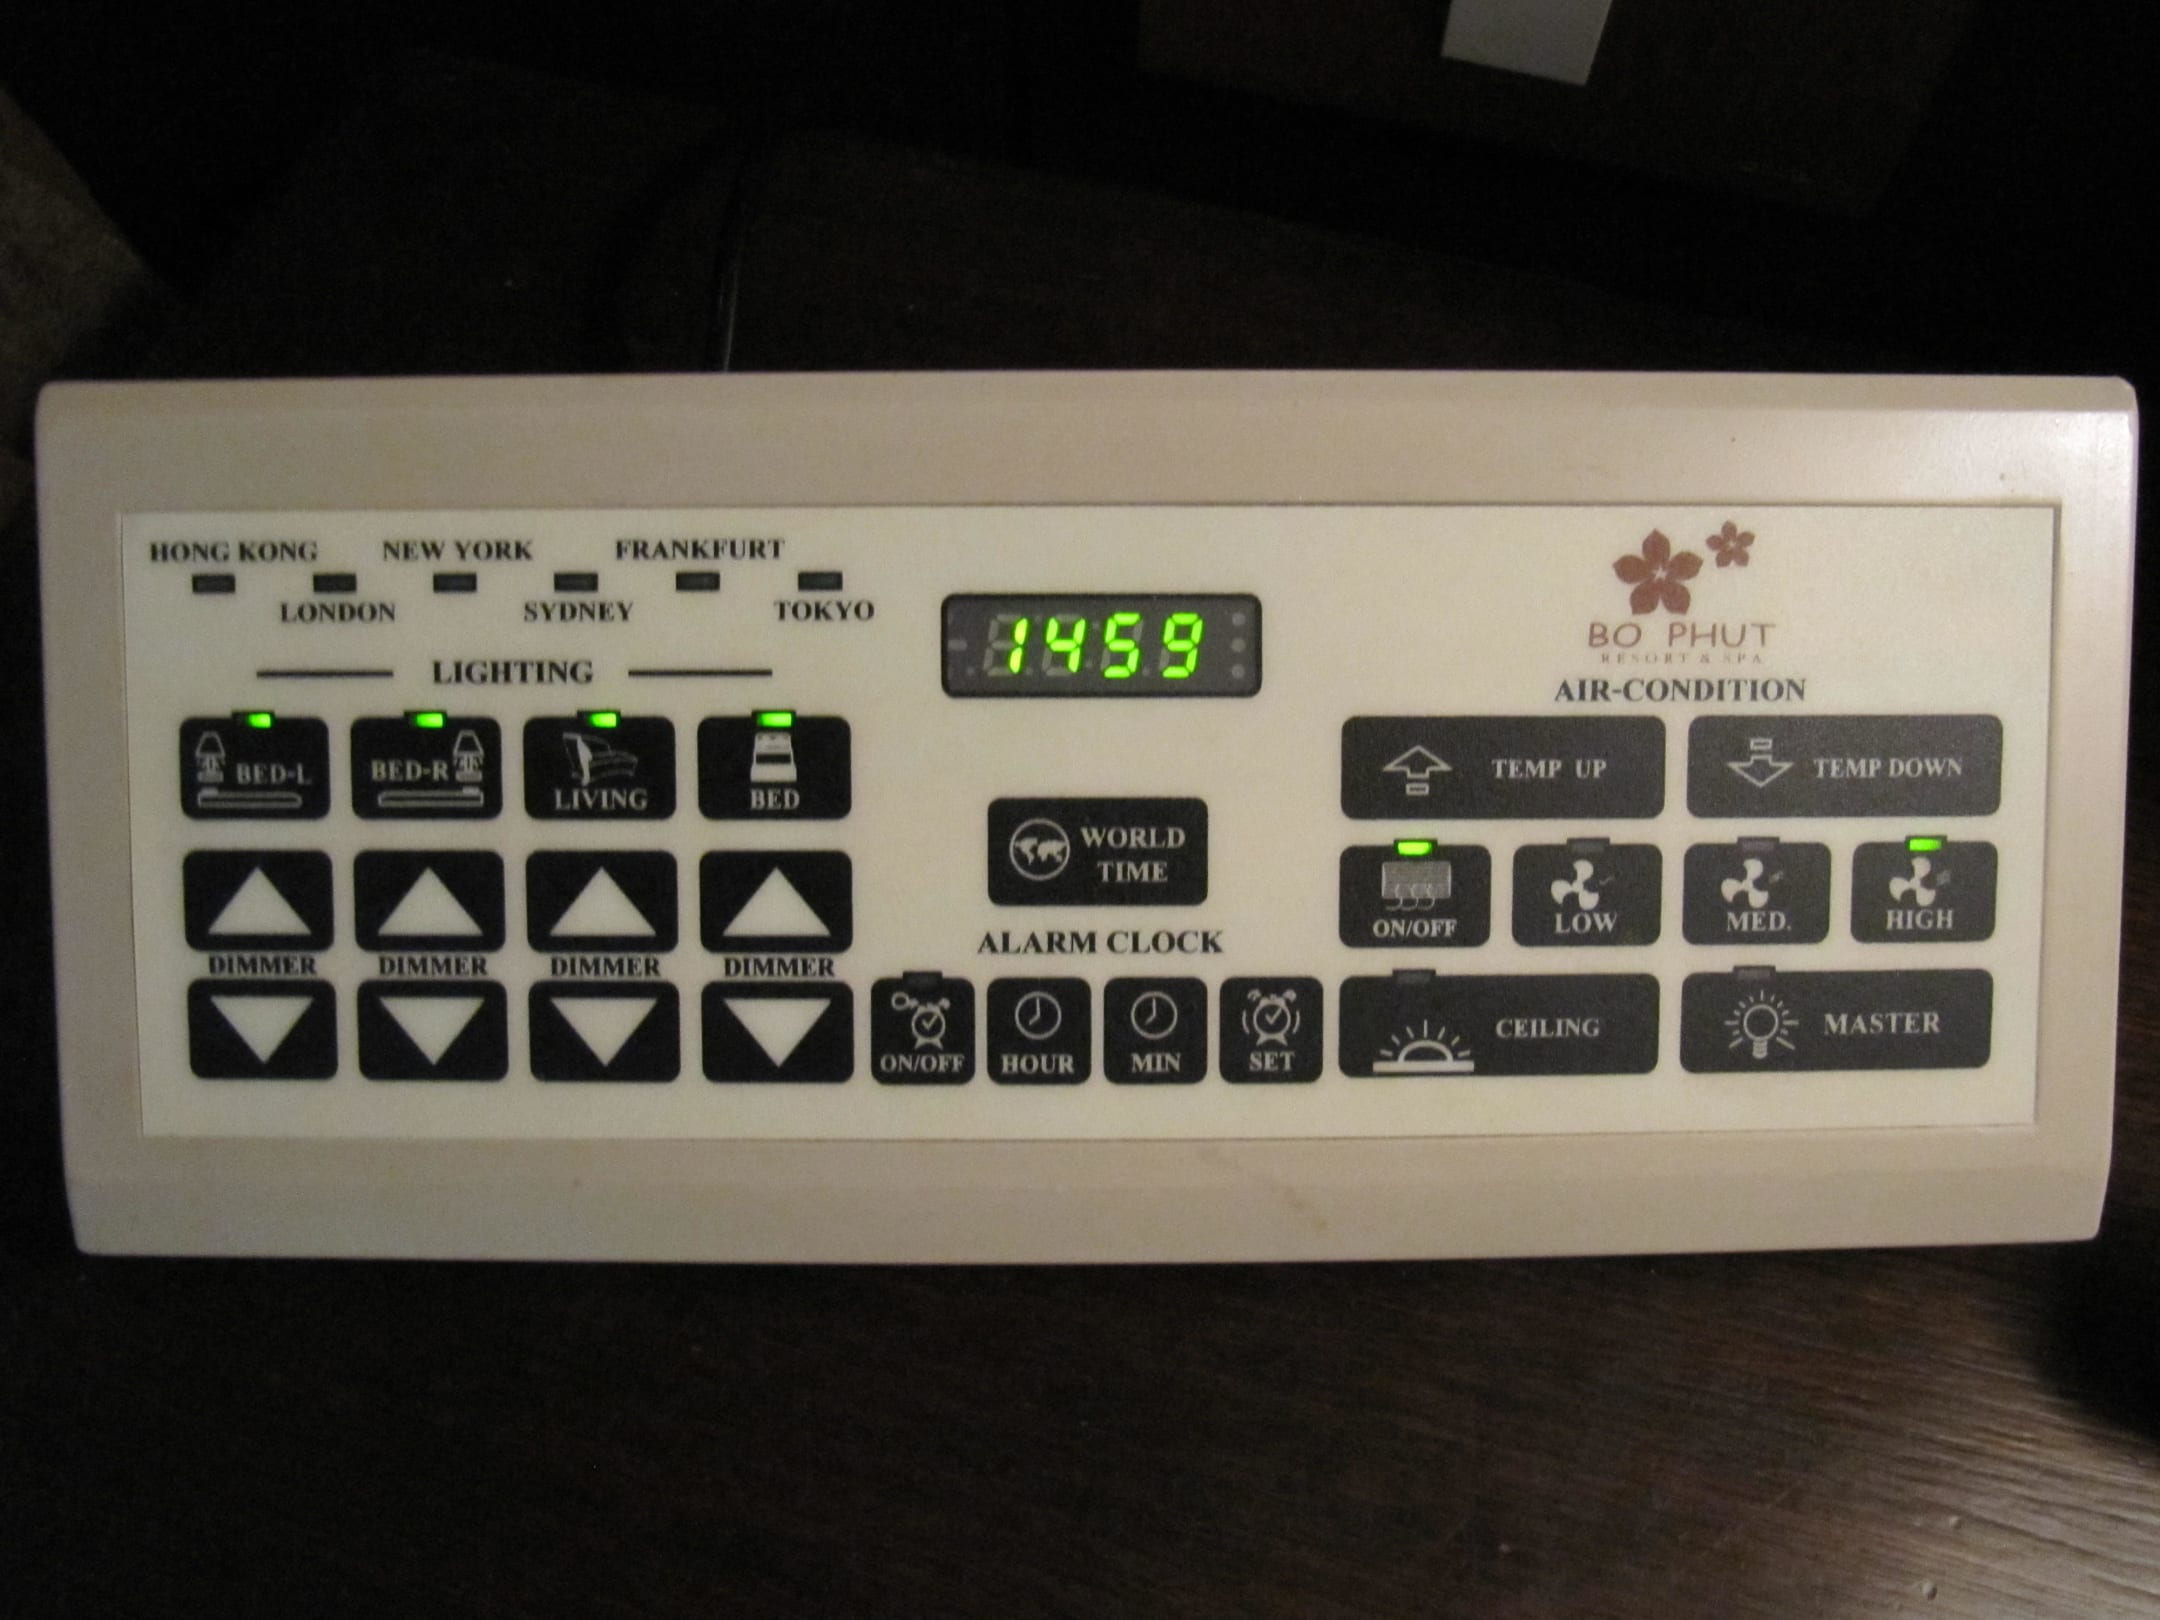 HONG KONG NEW YORK FRANKFURT
LONDON SYDNEY TOKYO
LIGHTING
1459
BO PHUT
RESORT & SPA
AIR-CONDITION
BED-L BED-R LIVING BED
TEMP UP TEMP DOWN
WORLD
TIME
ON/OFF LOW MED. HIGH
ALARM CLOCK
DIMMER DIMMER DIMMER DIMMER
ON/OFF HOUR MIN SET
CEILING MASTER